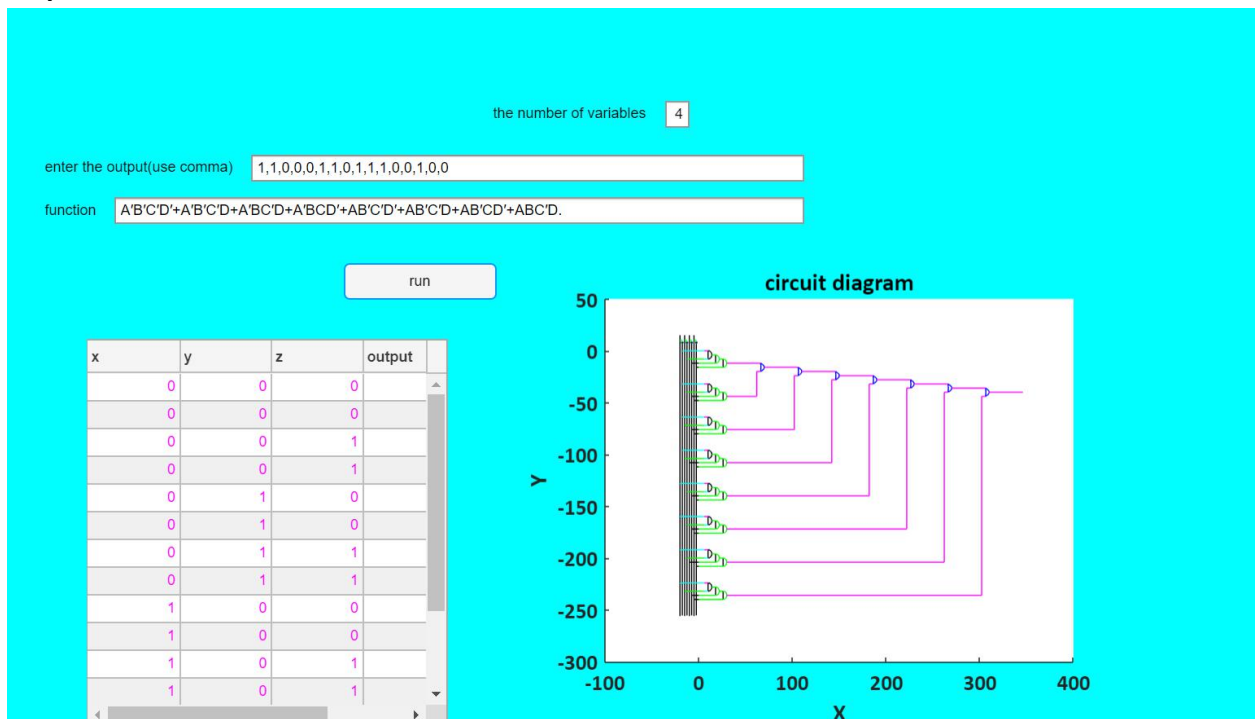 the number of variables 4
enter the output(use comma) 1,1,0,0,0,1,1,0,1,1,1,0,0,1,0,0
function A'B'C'D'+A'B'C'D+A'BC'D+A'BCD'+AB'C'D'+AB'C'D+AB'CD'+ABC'D.
run
circuit diagram
x y z output
0 0 0
0 0 0
0 0 1
0 0 1
0 1 0
0 1 0
0 1 1
0 1 1
1 0 0
1 0 0
1 0 1
1 0 1
50
0
-50
-100
-150
-200
-250
-300
Y
-100 0 100 200 300 400
X